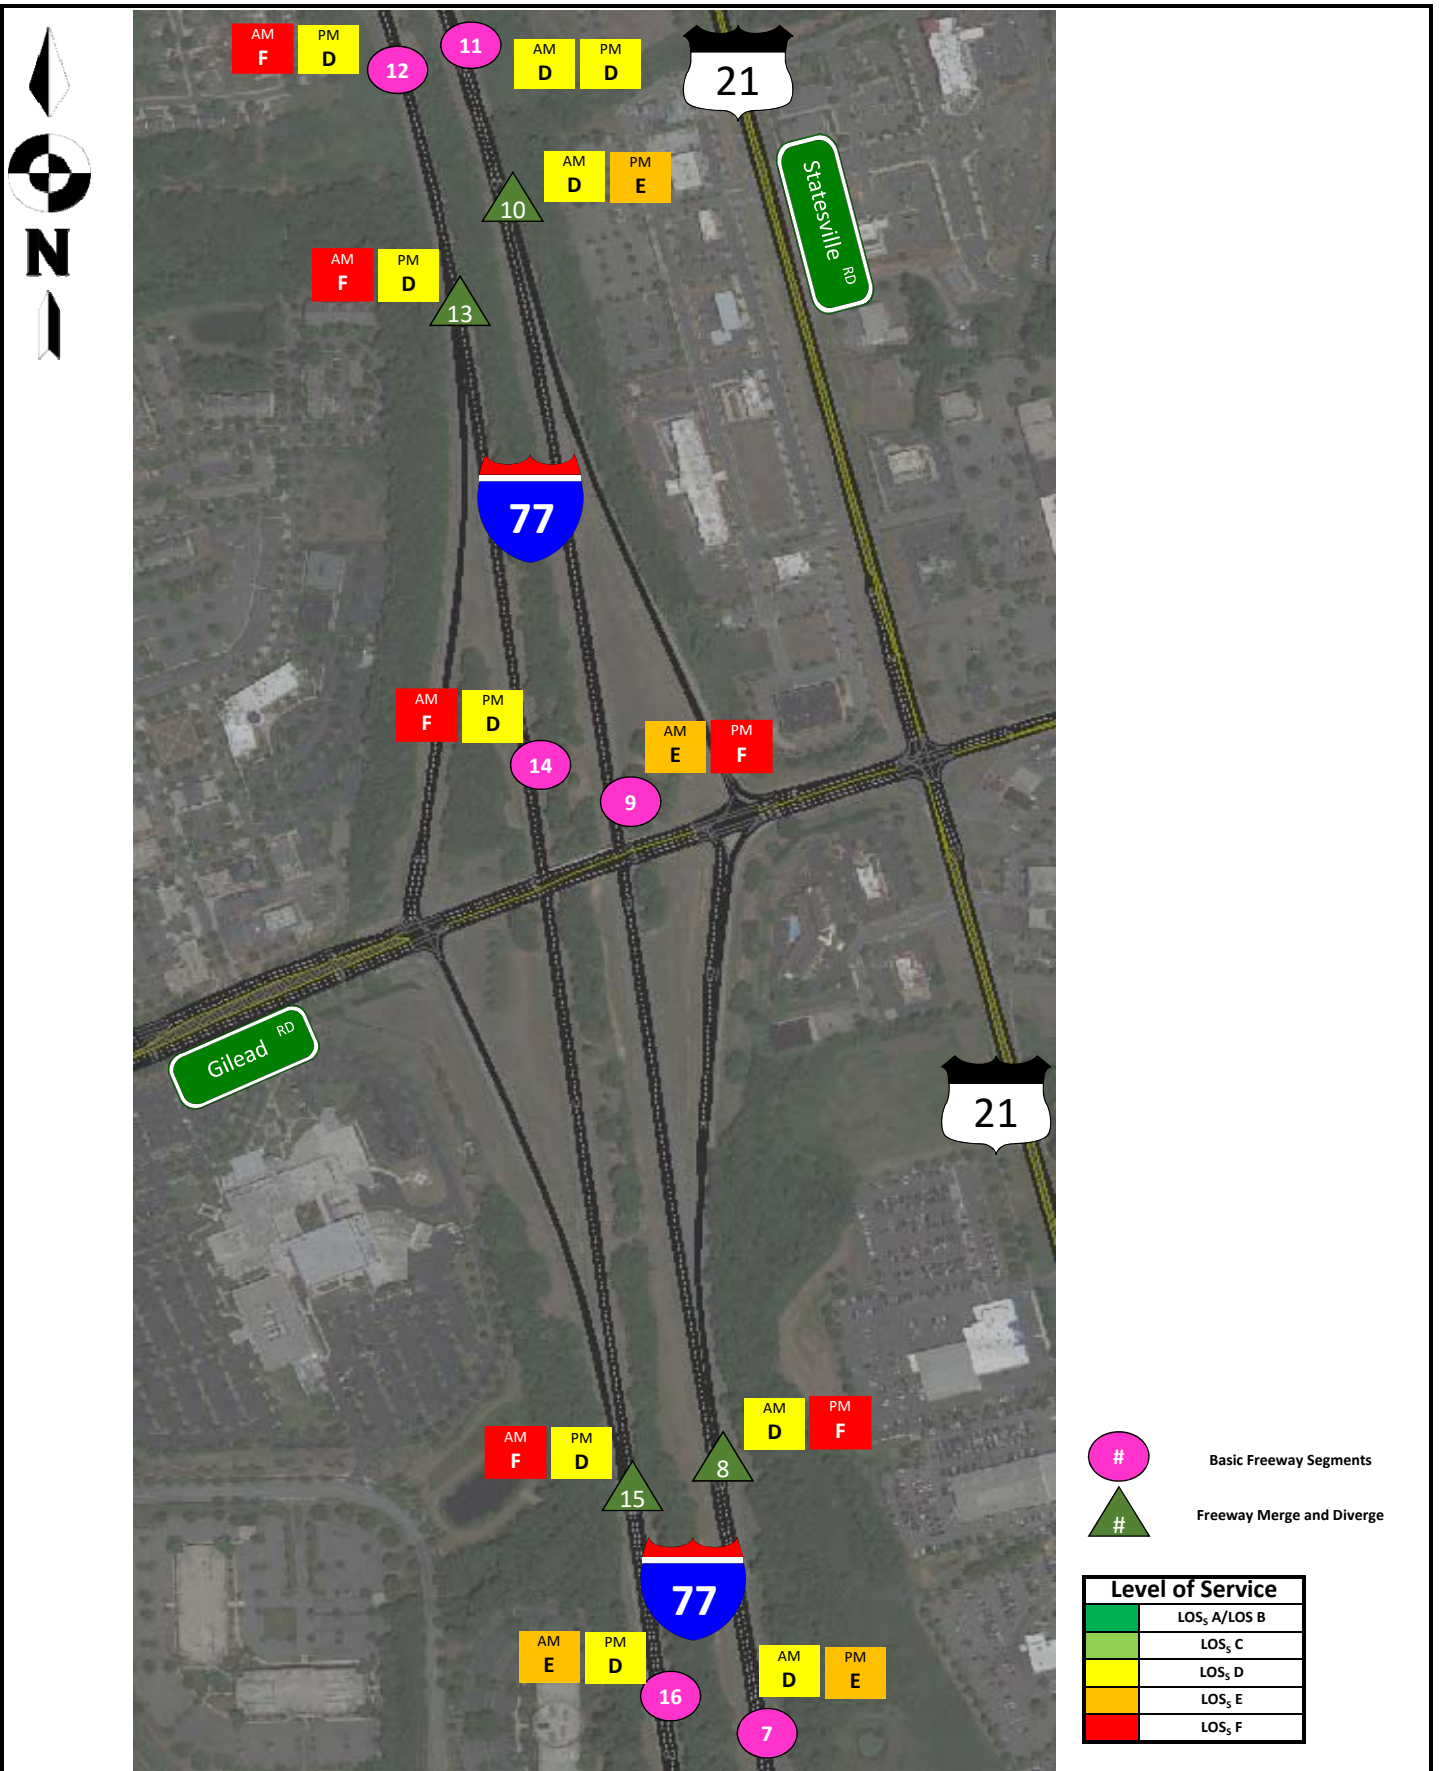 AM
F
PM
D
12
11
AM
D
PM
D
21
N
Statesville RD
AM
D
PM
E
10
AM
F
PM
D
13
77
AM
F
PM
D
14
AM
E
PM
F
9
Gilead RD
21
AM
D
PM
F
8
AM
F
PM
D
15
77
AM
E
PM
D
16
AM
D
PM
E
7
# Basic Freeway Segments
# Freeway Merge and Diverge
Level of Service
LOSS A/LOS B
LOSS C
LOSS D
LOSS E
LOSS F